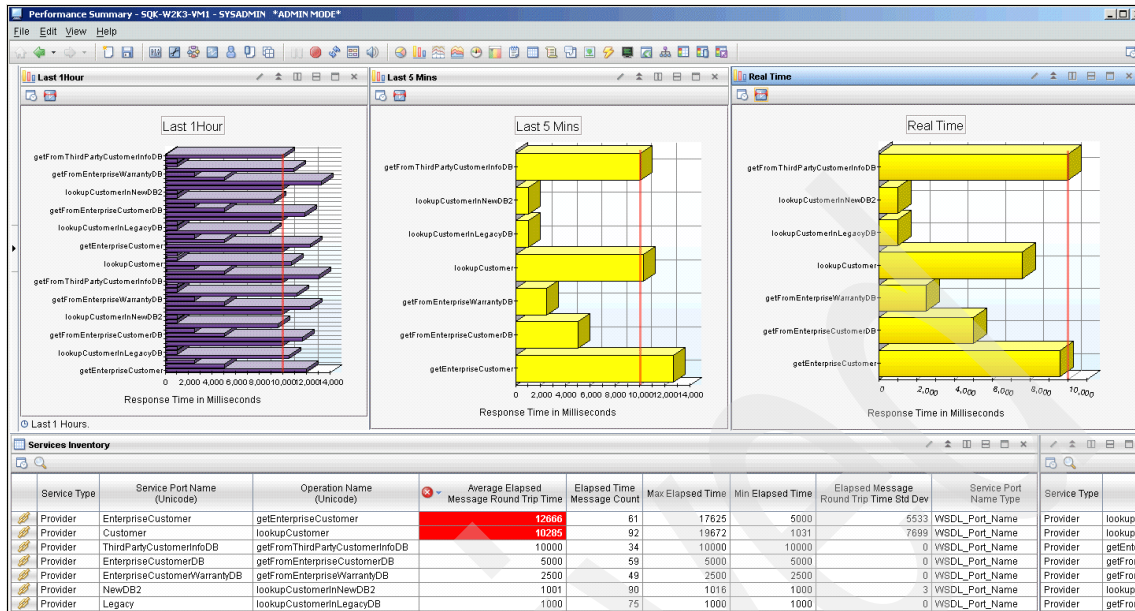 Performance Summary - SQK-W2K3-VM1 - SYSADMIN *ADMIN MODE*
File Edit View Help
Last 1Hour
Last 1Hour
getFromThirdPartyCustomerInfoDB
getFromEnterpriseWarrantyDB
lookupCustomerInNewDB2
getFromEnterpriseCustomerDB
lookupCustomerInLegacyDB
getEnterpriseCustomer
lookupCustomer
getFromThirdPartyCustomerInfoDB
getFromEnterpriseWarrantyDB
lookupCustomerInNewDB2
getFromEnterpriseCustomerDB
lookupCustomerInLegacyDB
getEnterpriseCustomer
0 2,000 4,000 6,000 8,000 10,000 12,000 14,000
Response Time in Milliseconds
Last 1 Hours.
Last 5 Mins
Last 5 Mins
getFromThirdPartyCustomerInfoDB
lookupCustomerInNewDB2
lookupCustomerInLegacyDB
lookupCustomer
getFromEnterpriseWarrantyDB
getFromEnterpriseCustomerDB
getEnterpriseCustomer
0 2,000 4,000 6,000 8,000 10,000 12,000 14,000
Response Time in Milliseconds
Real Time
Real Time
getFromThirdPartyCustomerInfoDB
lookupCustomerInNewDB2
lookupCustomerInLegacyDB
lookupCustomer
getFromEnterpriseWarrantyDB
getFromEnterpriseCustomerDB
getEnterpriseCustomer
0 2,000 4,000 6,000 8,000 10,000
Response Time in Milliseconds
Services Inventory
Service Type Service Port Name (Unicode) Operation Name (Unicode) Average Elapsed Message Round Trip Time Elapsed Time Message Count Max Elapsed Time Min Elapsed Time Elapsed Message Round Trip Time Std Dev Service Port Name Type Service Type
Provider EnterpriseCustomer getEnterpriseCustomer 12666 61 17625 5000 5533 WSDL_Port_Name Provider lookup
Provider Customer lookupCustomer 10285 92 19672 1031 7699 WSDL_Port_Name Provider lookup
Provider ThirdPartyCustomerInfoDB getFromThirdPartyCustomerInfoDB 10000 34 10000 10000 0 WSDL_Port_Name Provider getEnt
Provider EnterpriseCustomerDB getFromEnterpriseCustomerDB 5000 59 5000 5000 0 WSDL_Port_Name Provider getFro
Provider EnterpriseCustomerWarrantyDB getFromEnterpriseWarrantyDB 2500 49 2500 2500 0 WSDL_Port_Name Provider getFro
Provider NewDB2 lookupCustomerInNewDB2 1001 90 1016 1000 3 WSDL_Port_Name Provider lookup
Provider Legacy lookupCustomerInLegacyDB 1000 75 1000 1000 0 WSDL_Port_Name Provider getFro